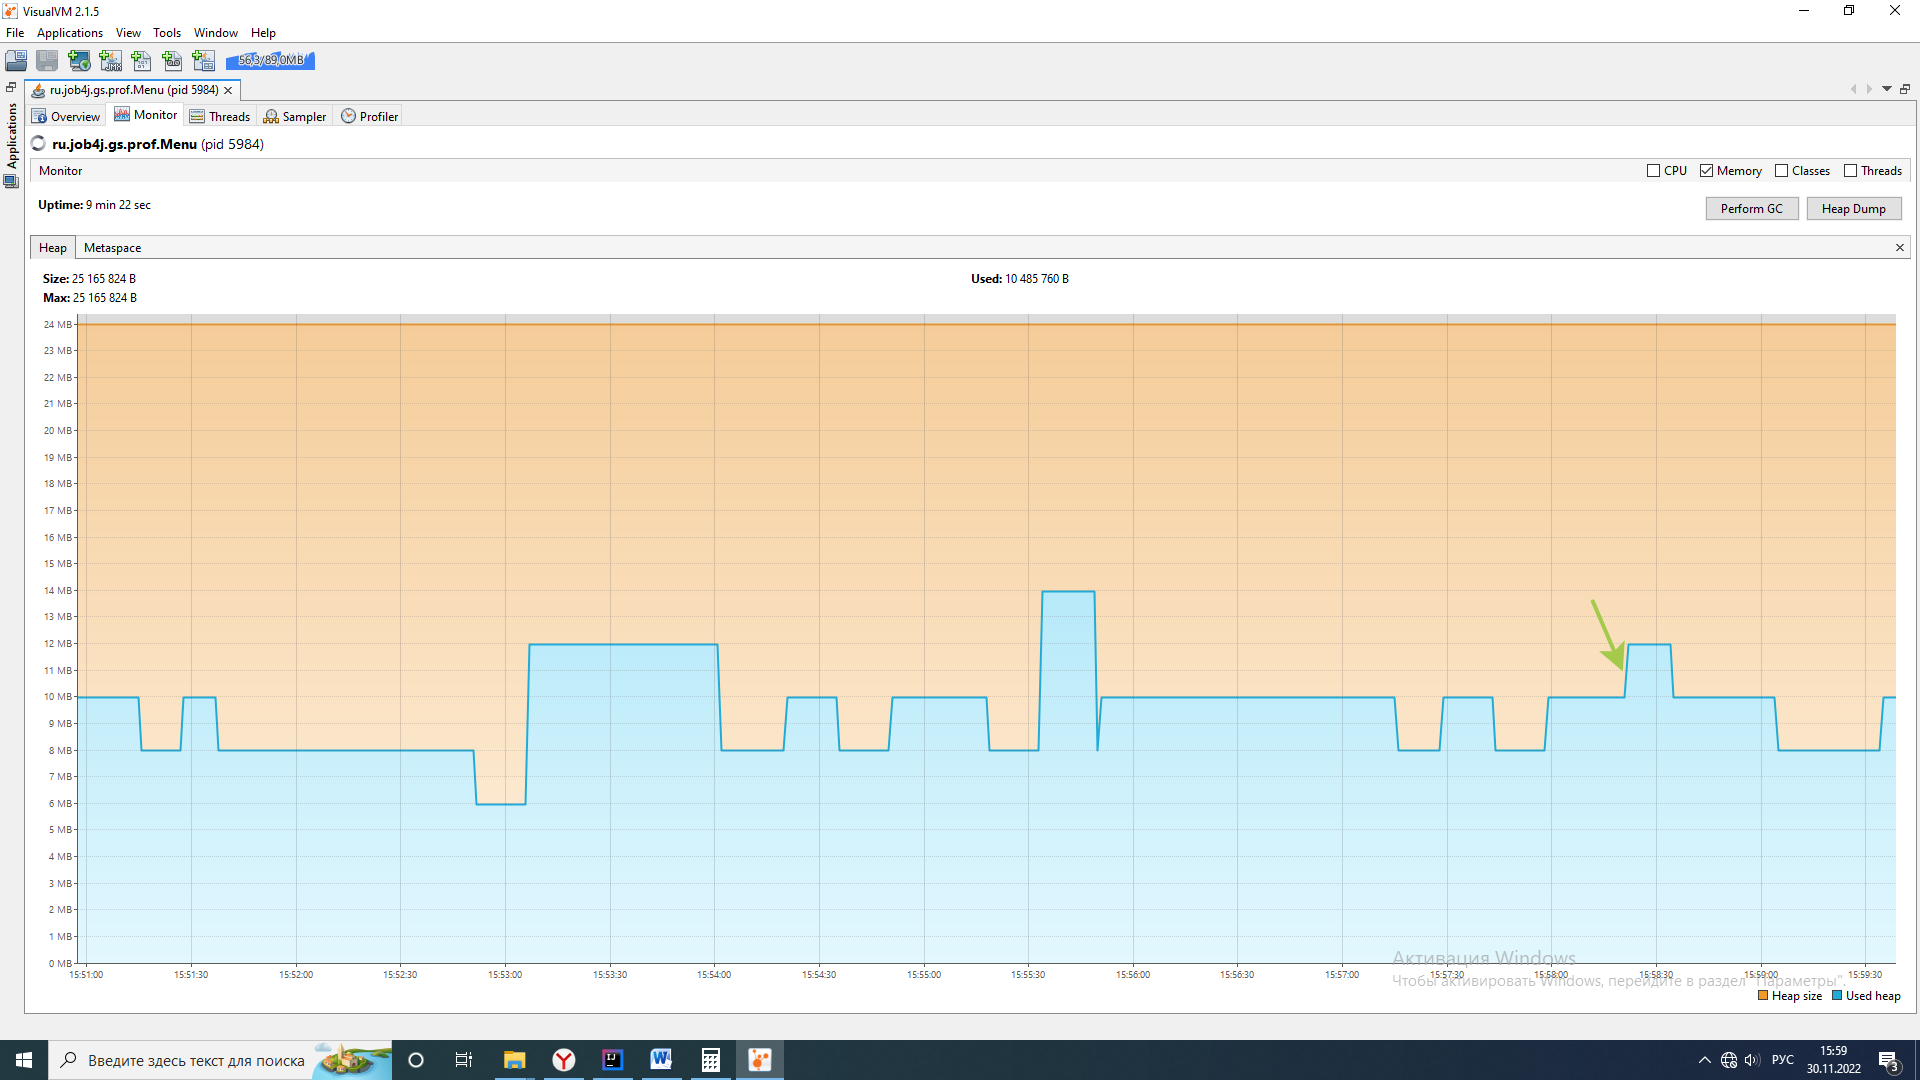 VisualVM 2.1.5
File Applications View Tools Window Help
56,3/89,0MB
Applications
ru.job4j.gs.prof.Menu (pid 5984)
Overview Monitor Threads Sampler Profiler
ru.job4j.gs.prof.Menu (pid 5984)
Monitor CPU Memory Classes Threads
Uptime: 9 min 22 sec Perform GC Heap Dump
Heap Metaspace
Size: 25 165 824 B Used: 10 485 760 B
Max: 25 165 824 B
24 MB
23 MB
22 MB
21 MB
20 MB
19 MB
18 MB
17 MB
16 MB
15 MB
14 MB
13 MB
12 MB
11 MB
10 MB
9 MB
8 MB
7 MB
6 MB
5 MB
4 MB
3 MB
2 MB
1 MB
0 MB
15:51:00 15:51:30 15:52:00 15:52:30 15:53:00 15:53:30 15:54:00 15:54:30 15:55:00 15:55:30 15:56:00 15:56:30 15:57:00 15:57:30 15:58:00 15:58:30 15:59:00 15:59:30
Активация Windows
Чтобы активировать Windows, перейдите в раздел "Параметры".
Heap size Used heap
Введите здесь текст для поиска
РУС
15:59
30.11.2022
3